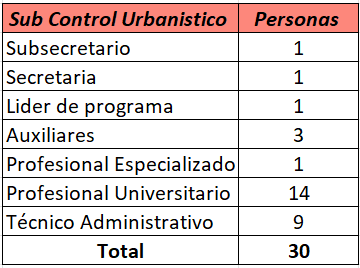 Sub Control Urbanistico Personas
Subsecretario 1
Secretaria 1
Lider de programa 1
Auxiliares 3
Profesional Especializado 1
Profesional Universitario 14
Técnico Administrativo 9
Total 30